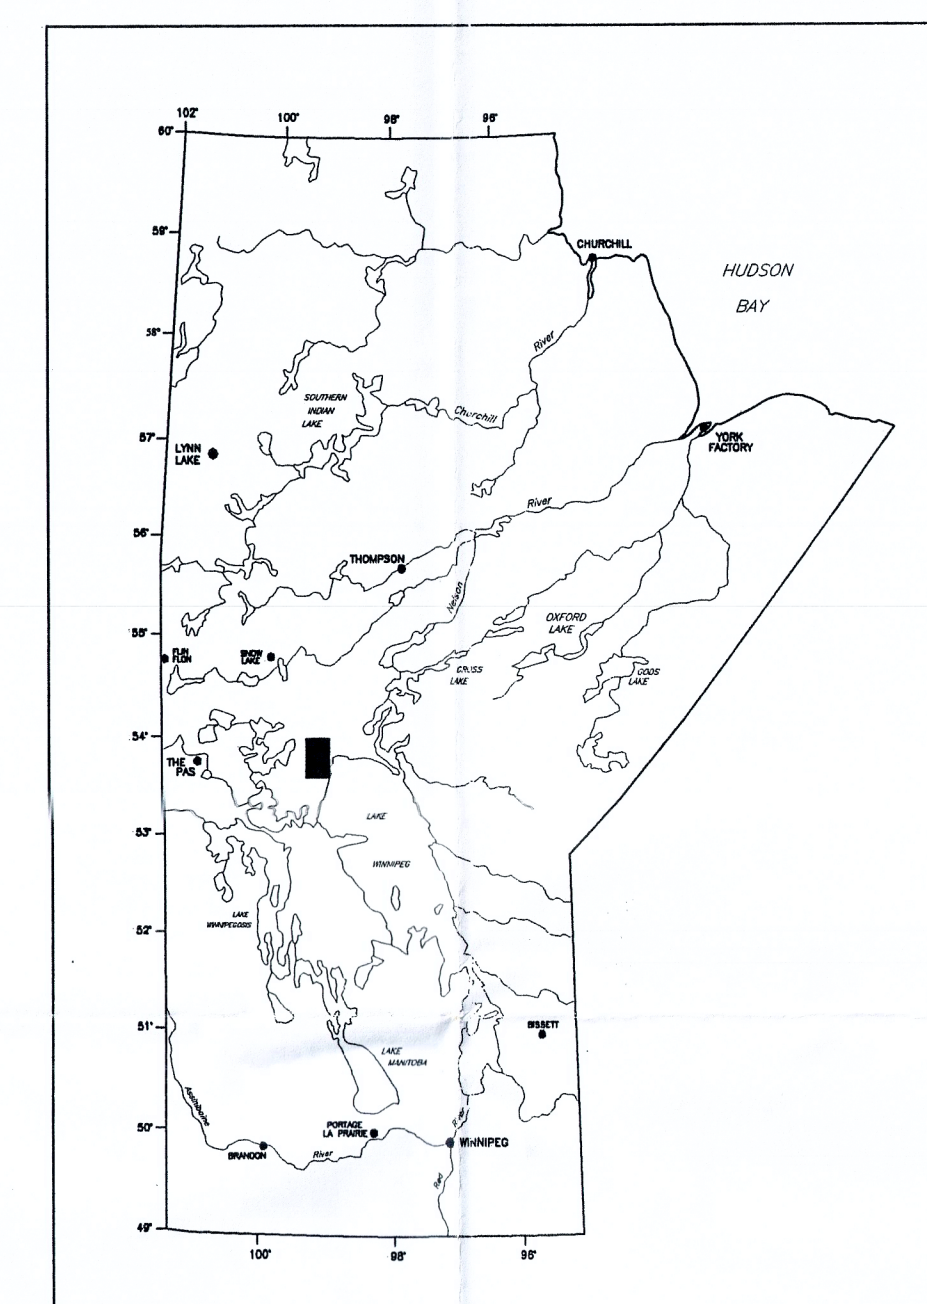 102° 100° 98° 96°
60°
59°
CHURCHILL
HUDSON
BAY
58°
River
SOUTHERN
INDIAN
LAKE
Churchill
57°
YORK
FACTORY
LYNN
LAKE
River
56°
THOMPSON
Nelson
OXFORD
LAKE
55°
FLIN
FLON
SNOW
LAKE
CROSS
LAKE
GODS
LAKE
54°
THE
PAS
LAKE
53°
WINNIPEG
LAKE
WINNIPEGOSIS
52°
51°
BISSETT
LAKE
MANITOBA
Assiniboine
50°
PORTAGE
LA PRAIRIE
River
WINNIPEG
BRANDON
River
Red
49°
100° 98° 96°